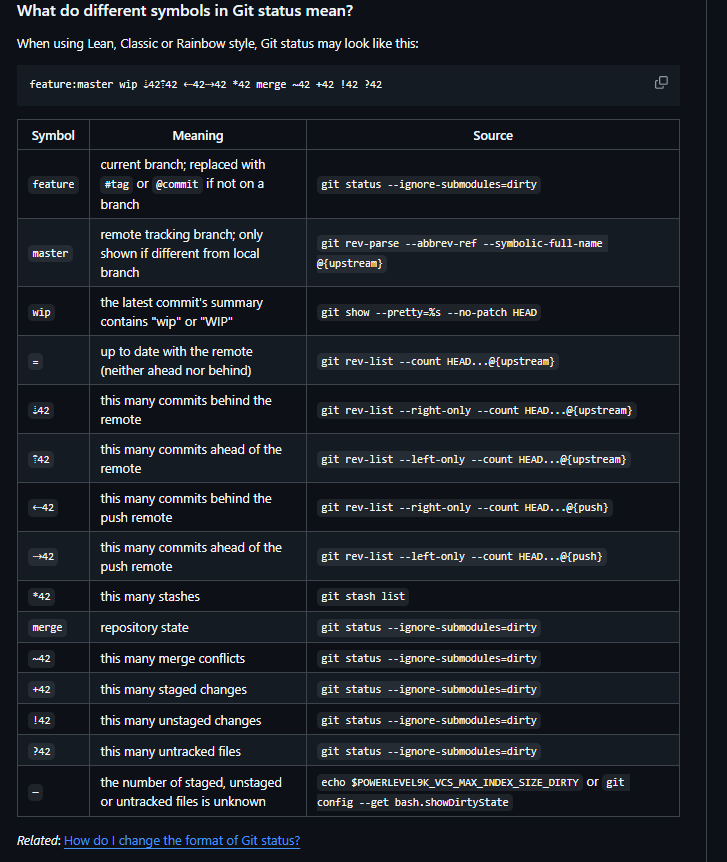 What do different symbols in Git status mean?
When using Lean, Classic or Rainbow style, Git status may look like this:
feature:master wip ⇣42⇡42 ⇠42⇢42 *42 merge ~42 +42 !42 ?42
Symbol Meaning Source
feature current branch; replaced with git status --ignore-submodules=dirty
#tag or @commit if not on a
branch
master remote tracking branch; only git rev-parse --abbrev-ref --symbolic-full-name
shown if different from local @{upstream}
branch
wip the latest commit's summary git show --pretty=%s --no-patch HEAD
contains "wip" or "WIP"
= up to date with the remote git rev-list --count HEAD...@{upstream}
(neither ahead nor behind)
⇣42 this many commits behind the git rev-list --right-only --count HEAD...@{upstream}
remote
⇡42 this many commits ahead of the git rev-list --left-only --count HEAD...@{upstream}
remote
⇠42 this many commits behind the git rev-list --right-only --count HEAD...@{push}
push remote
⇢42 this many commits ahead of the git rev-list --left-only --count HEAD...@{push}
push remote
*42 this many stashes git stash list
merge repository state git status --ignore-submodules=dirty
~42 this many merge conflicts git status --ignore-submodules=dirty
+42 this many staged changes git status --ignore-submodules=dirty
!42 this many unstaged changes git status --ignore-submodules=dirty
?42 this many untracked files git status --ignore-submodules=dirty
─ the number of staged, unstaged echo $POWERLEVEL9K_VCS_MAX_INDEX_SIZE_DIRTY or git
or untracked files is unknown config --get bash.showDirtyState
Related: How do I change the format of Git status?